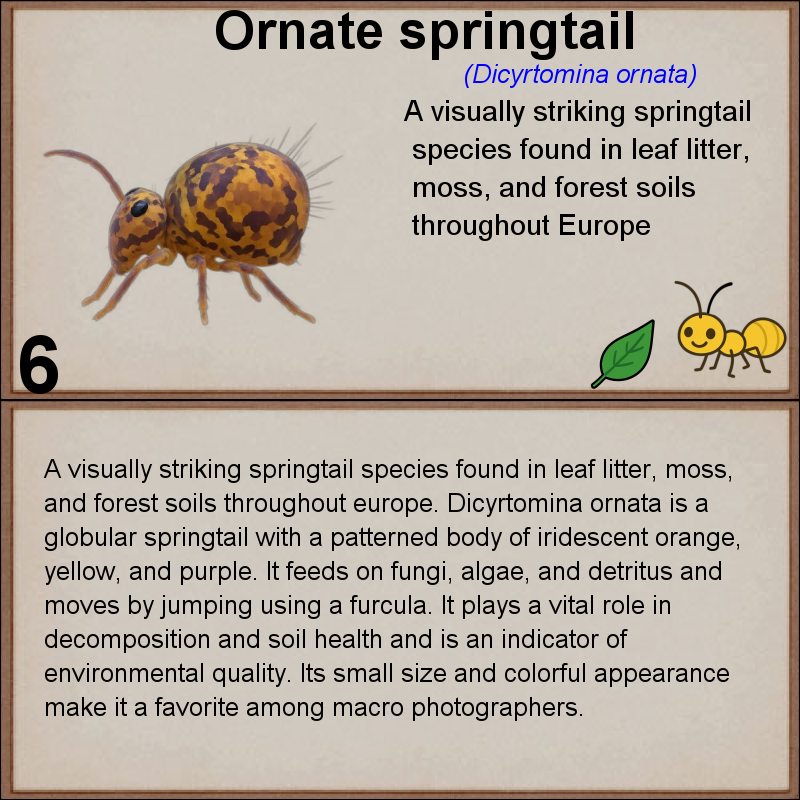 Ornate springtail
(Dicyrtomina ornata)
A visually striking springtail
species found in leaf litter,
moss, and forest soils
throughout Europe
6
A visually striking springtail species found in leaf litter, moss,
and forest soils throughout europe. Dicyrtomina ornata is a
globular springtail with a patterned body of iridescent orange,
yellow, and purple. It feeds on fungi, algae, and detritus and
moves by jumping using a furcula. It plays a vital role in
decomposition and soil health and is an indicator of
environmental quality. Its small size and colorful appearance
make it a favorite among macro photographers.